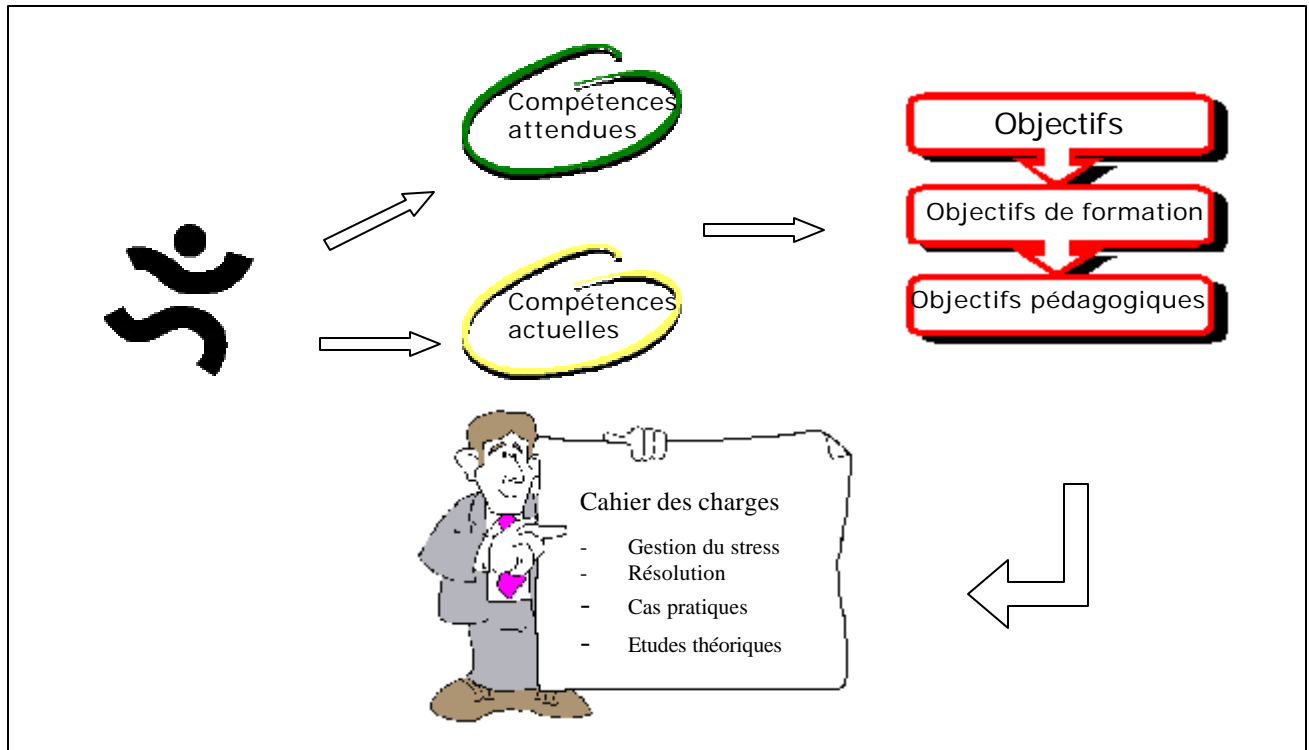 Compétences
attendues
Compétences
actuelles
Objectifs
Objectifs de formation
Objectifs pédagogiques
Cahier des charges
- Gestion du stress
- Résolution
- Cas pratiques
- Etudes théoriques